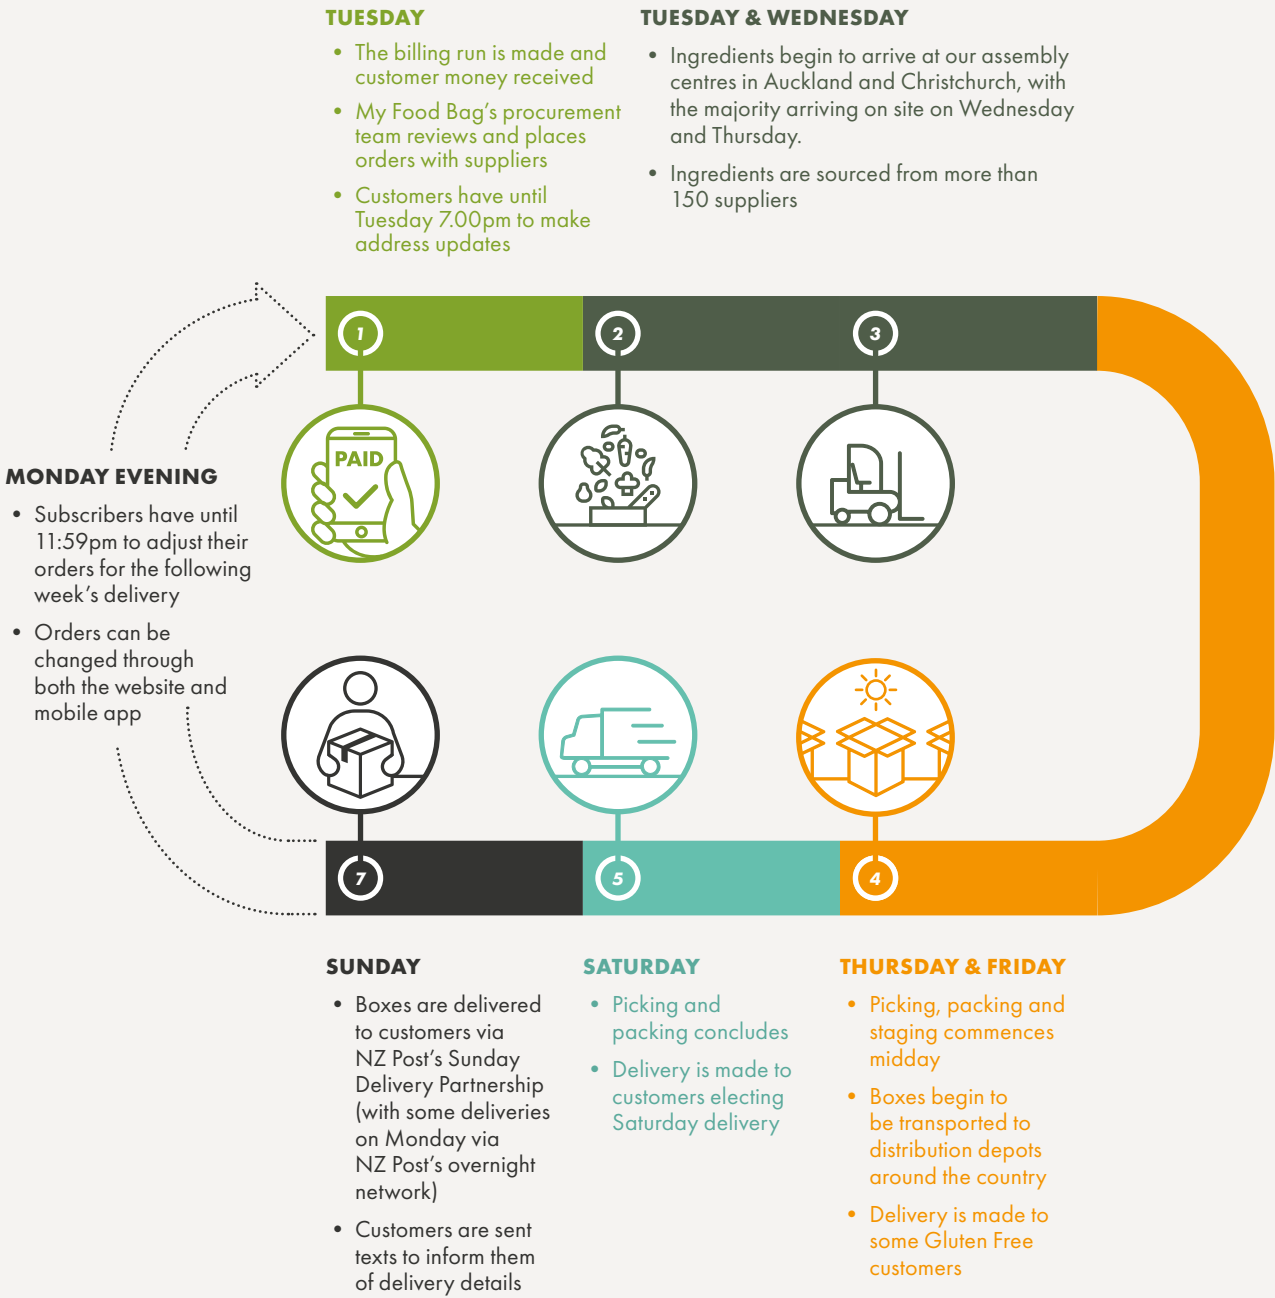 TUESDAY
• The billing run is made and
customer money received
• My Food Bag's procurement
team reviews and places
orders with suppliers
• Customers have until
Tuesday 7.00pm to make
address updates
TUESDAY & WEDNESDAY
• Ingredients begin to arrive at our assembly
centres in Auckland and Christchurch, with
the majority arriving on site on Wednesday
and Thursday.
• Ingredients are sourced from more than
150 suppliers
1
2
3
PAID
MONDAY EVENING
• Subscribers have until
11:59pm to adjust their
orders for the following
week's delivery
• Orders can be
changed through
both the website and
mobile app
7
5
4
SUNDAY
• Boxes are delivered
to customers via
NZ Post's Sunday
Delivery Partnership
(with some deliveries
on Monday via
NZ Post's overnight
network)
• Customers are sent
texts to inform them
of delivery details
SATURDAY
• Picking and
packing concludes
• Delivery is made to
customers electing
Saturday delivery
THURSDAY & FRIDAY
• Picking, packing and
staging commences
midday
• Boxes begin to
be transported to
distribution depots
around the country
• Delivery is made to
some Gluten Free
customers